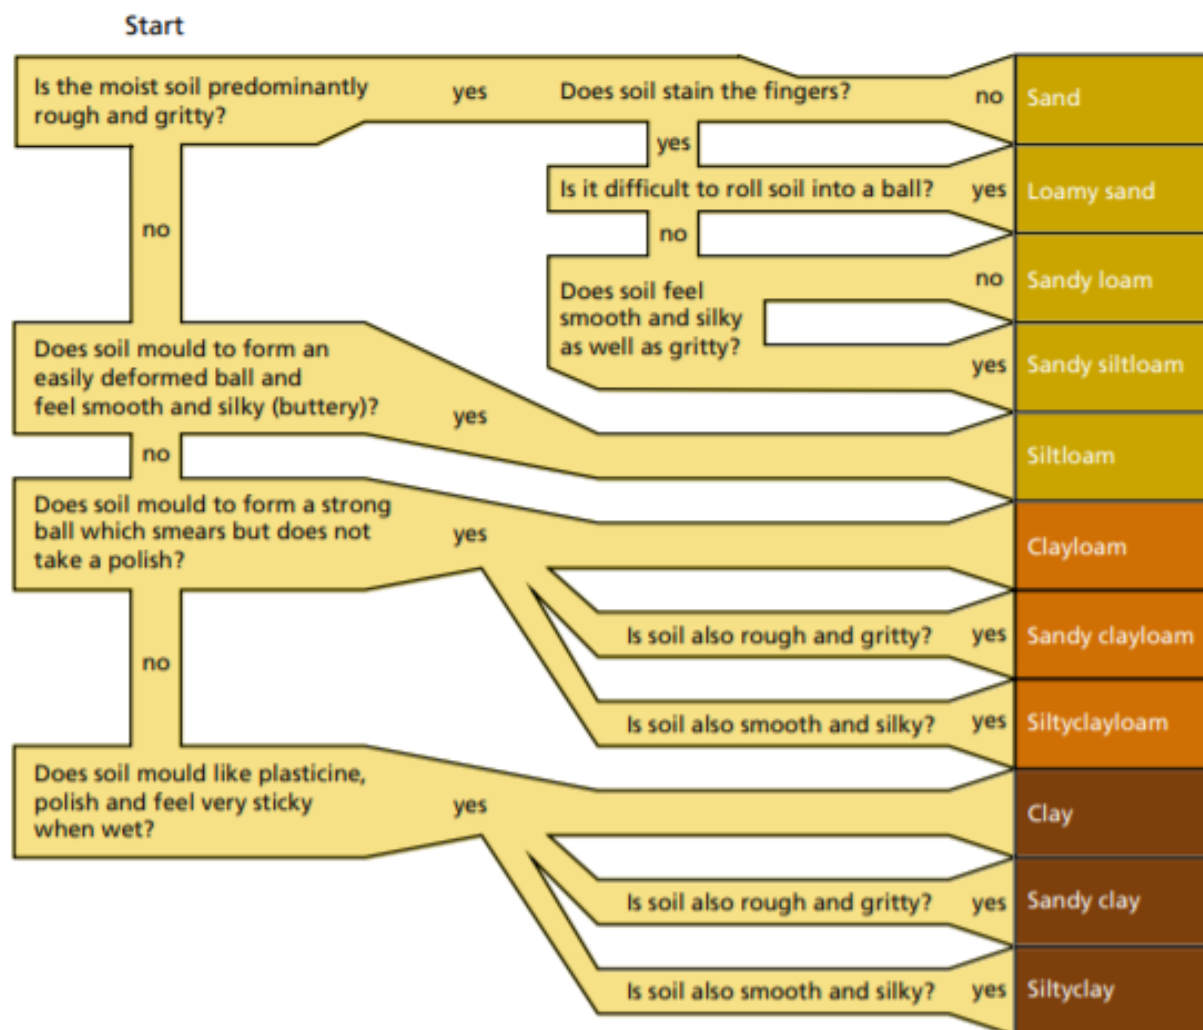 Start
Is the moist soil predominantly
rough and gritty?
yes
Does soil stain the fingers?
no
Sand
yes
Is it difficult to roll soil into a ball?
yes
Loamy sand
no
no
Does soil feel
smooth and silky
as well as gritty?
no
Sandy loam
yes
Sandy siltloam
Does soil mould to form an
easily deformed ball and
feel smooth and silky (buttery)?
yes
Siltloam
no
Does soil mould to form a strong
ball which smears but does not
take a polish?
yes
Clayloam
Is soil also rough and gritty?
yes
Sandy clayloam
no
Is soil also smooth and silky?
yes
Siltyclayloam
Does soil mould like plasticine,
polish and feel very sticky
when wet?
yes
Clay
Is soil also rough and gritty?
yes
Sandy clay
Is soil also smooth and silky?
yes
Siltyclay